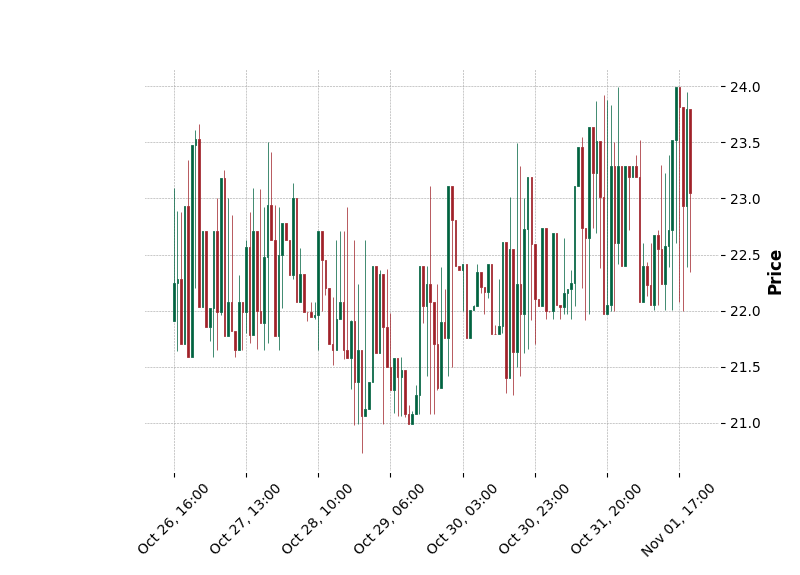 24.0
23.5
23.0
22.5
22.0
21.5
21.0
Price
Oct 26, 16:00
Oct 27, 13:00
Oct 28, 10:00
Oct 29, 06:00
Oct 30, 03:00
Oct 30, 23:00
Oct 31, 20:00
Nov 01, 17:00